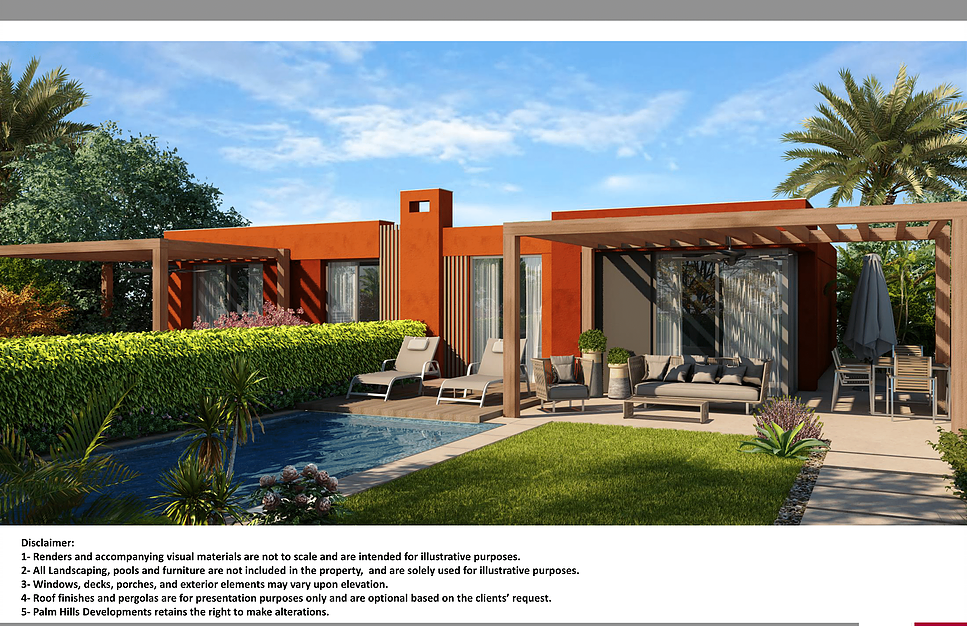 Disclaimer:
1- Renders and accompanying visual materials are not to scale and are intended for illustrative purposes.
2- All Landscaping, pools and furniture are not included in the property,  and are solely used for illustrative purposes.
3- Windows, decks, porches, and exterior elements may vary upon elevation.
4- Roof finishes and pergolas are for presentation purposes only and are optional based on the clients’ request.
5- Palm Hills Developments retains the right to make alterations.